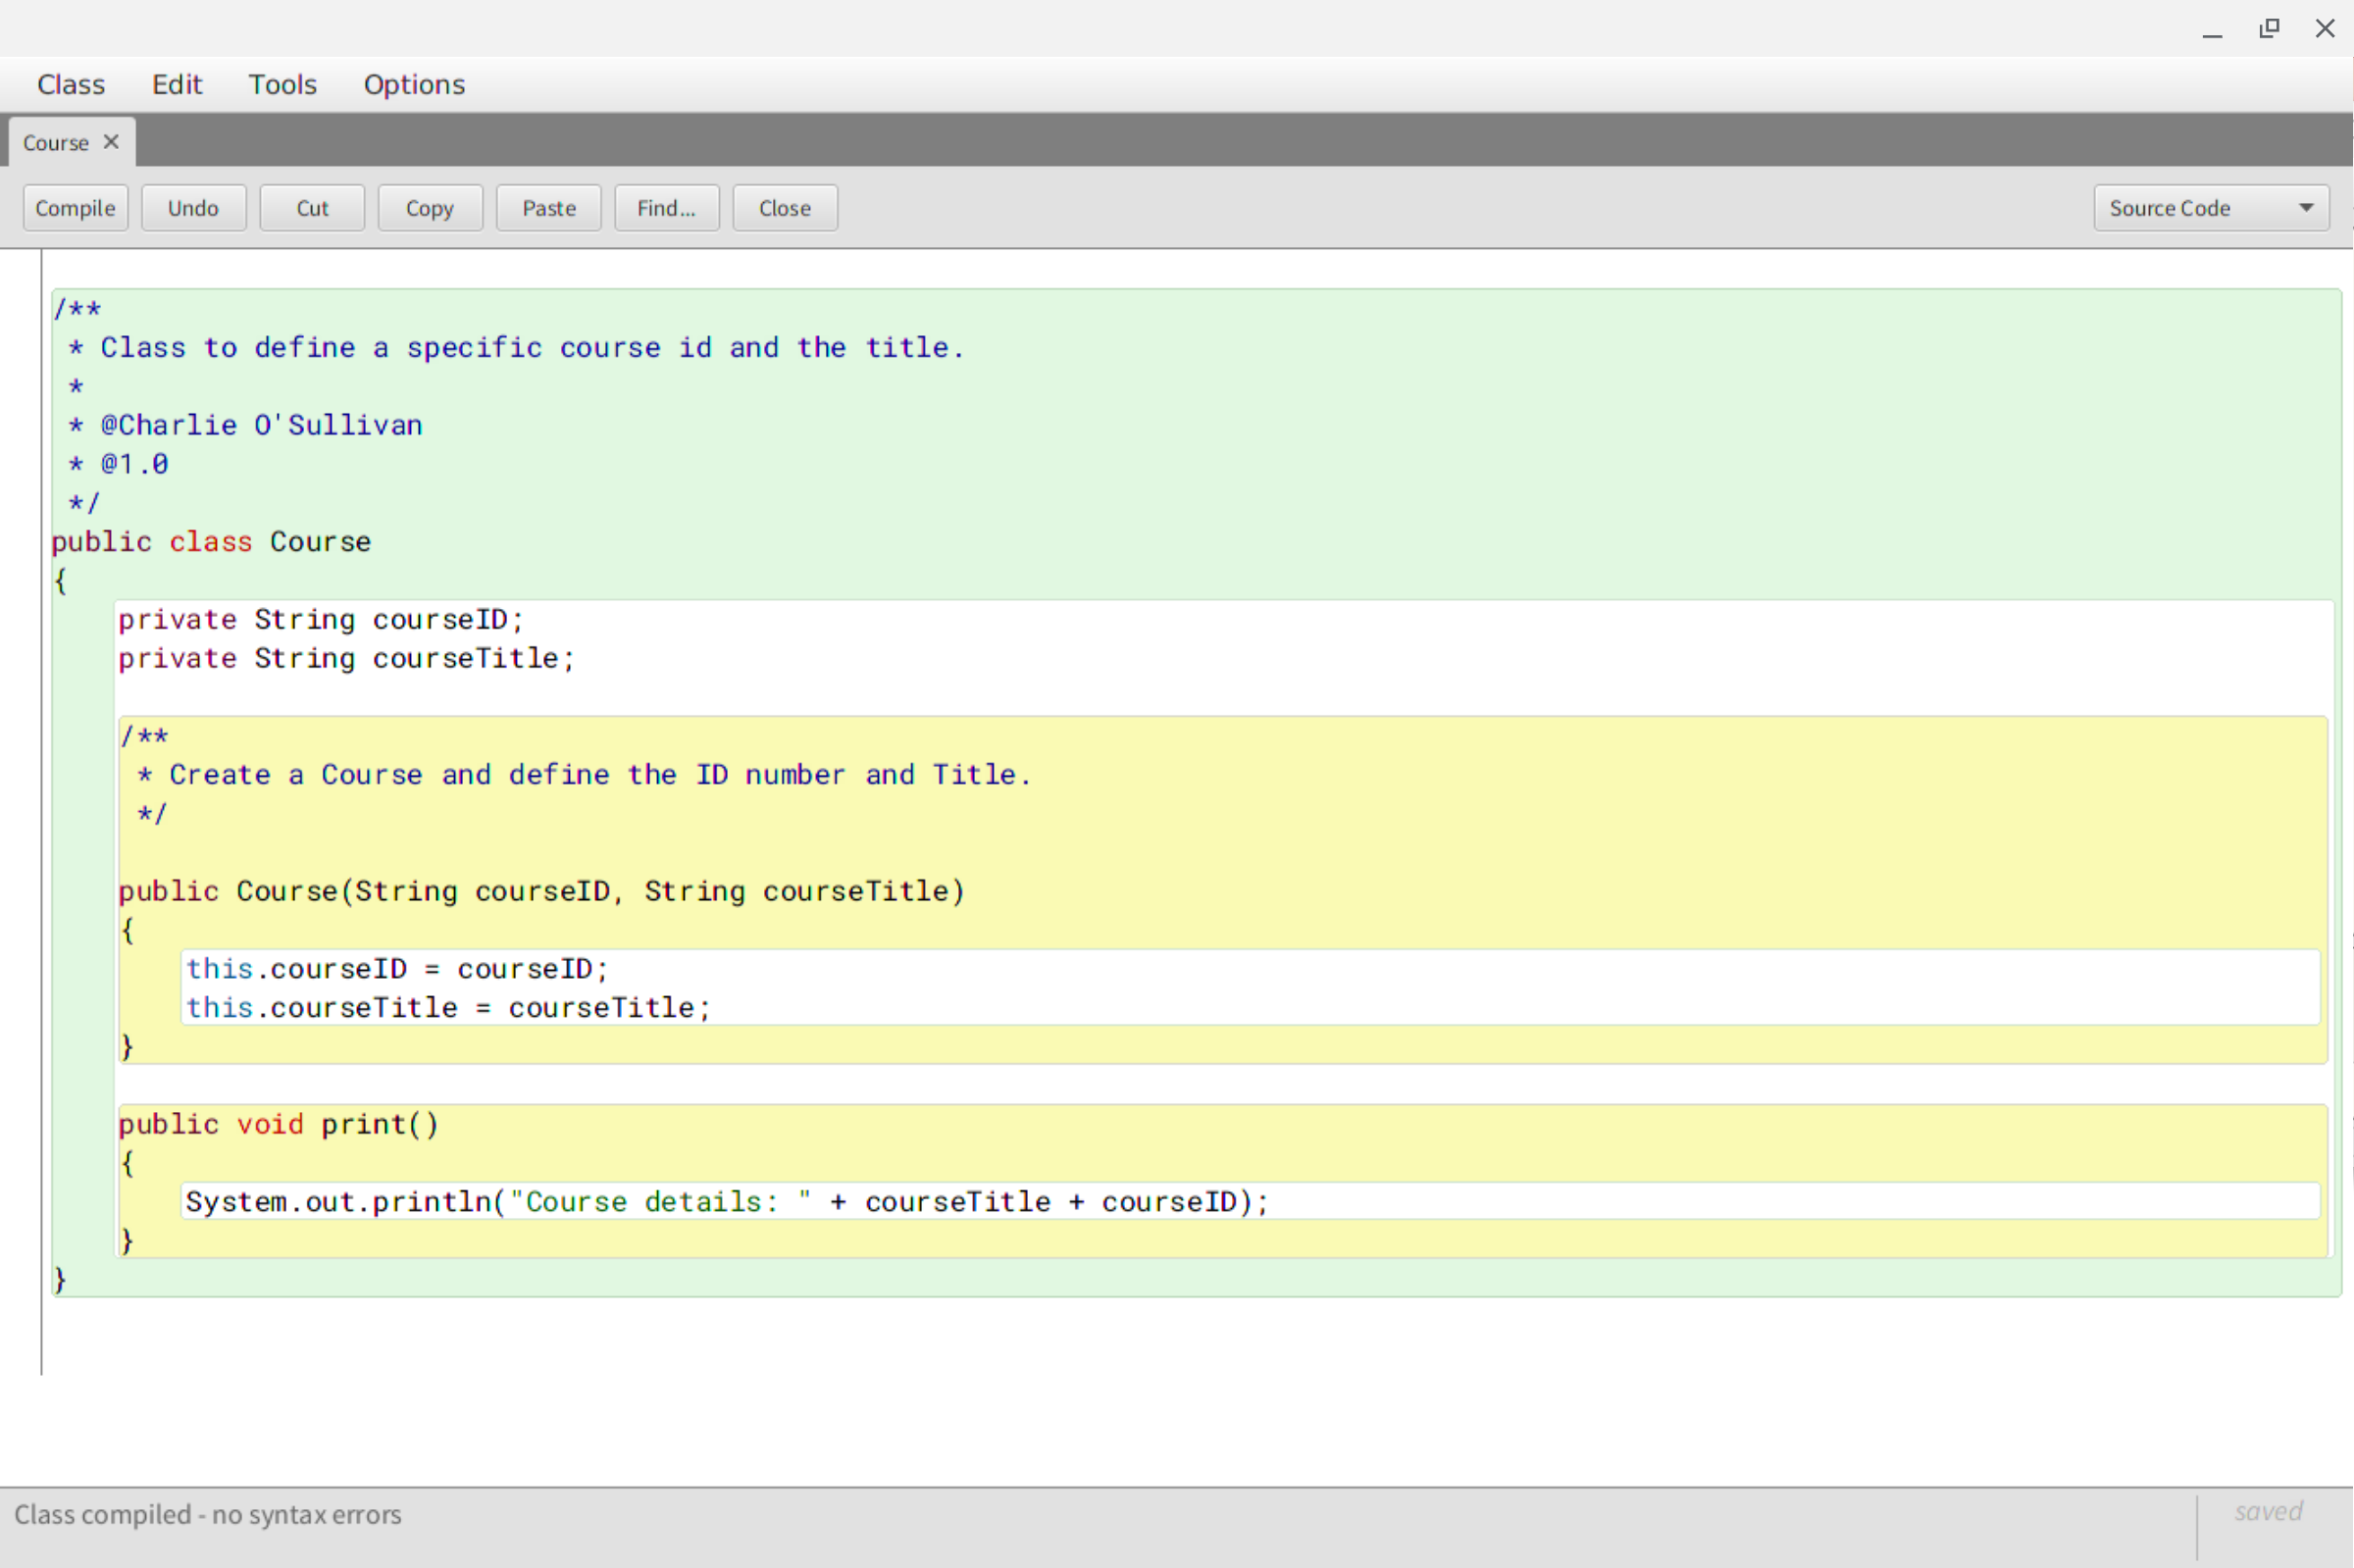 Class Edit Tools Options
Course
Compile Undo Cut Copy Paste Find... Close Source Code
/**
 * Class to define a specific course id and the title.
 *
 * @Charlie O'Sullivan
 * @1.0
 */
public class Course
{
    private String courseID;
    private String courseTitle;
    /**
     * Create a Course and define the ID number and Title.
     */
    public Course(String courseID, String courseTitle)
    {
        this.courseID = courseID;
        this.courseTitle = courseTitle;
    }
    public void print()
    {
        System.out.println("Course details: " + courseTitle + courseID);
    }
}
Class compiled - no syntax errors
saved